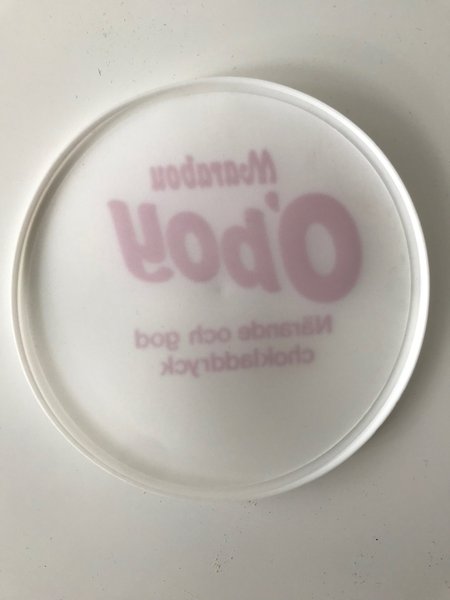 Marabou
O'boy
Närande och god
chokladdryck